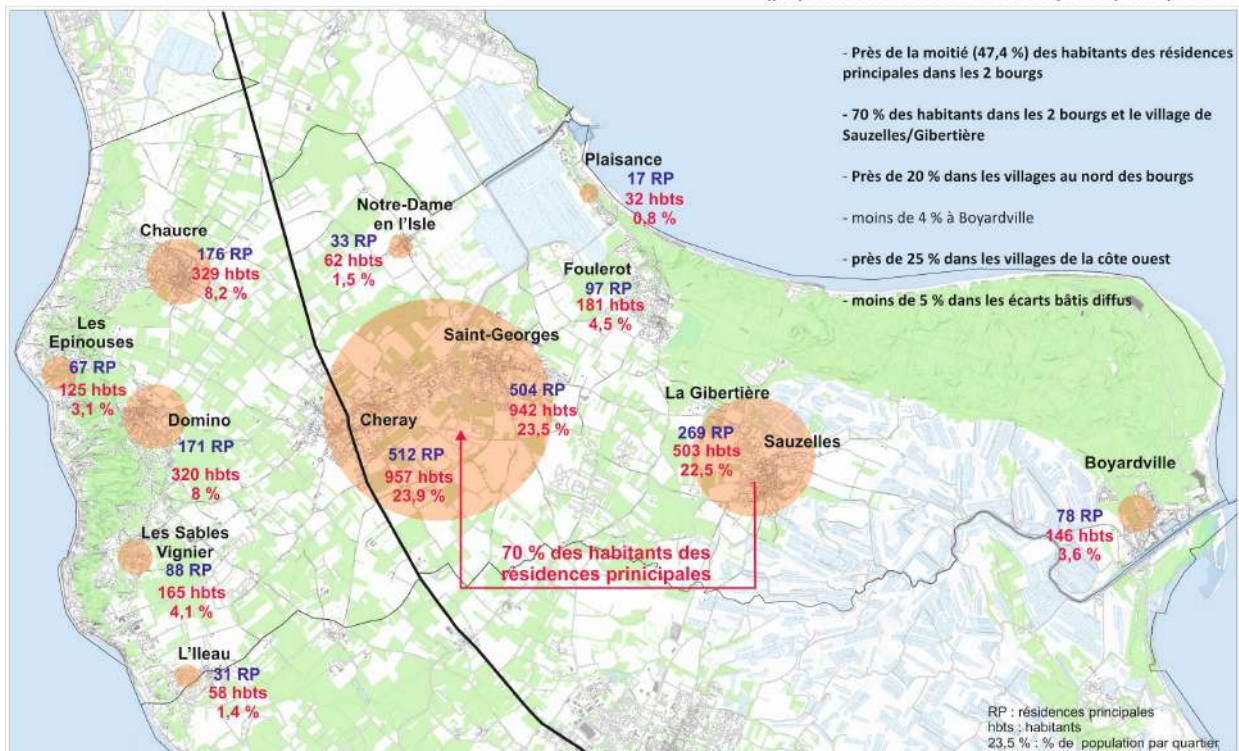 - Près de la moitié (47,4 %) des habitants des résidences
principales dans les 2 bourgs
- 70 % des habitants dans les 2 bourgs et le village de
Sauzelles/Gibertière
- Près de 20 % dans les villages au nord des bourgs
- moins de 4 % à Boyardville
- près de 25 % dans les villages de la côte ouest
- moins de 5 % dans les écarts bâtis diffus
Plaisance
17 RP
32 hbts
0,8 %
Notre-Dame
en l'Isle
33 RP
62 hbts
1,5 %
Chaucre
176 RP
329 hbts
8,2 %
Foulerot
97 RP
181 hbts
4,5 %
Les
Epinouses
67 RP
125 hbts
3,1 %
Saint-Georges
504 RP
942 hbts
23,5 %
Domino
171 RP
320 hbts
8 %
Cheray
512 RP
957 hbts
23,9 %
La Gibertière
269 RP
Sauzelles
503 hbts
22,5 %
Boyardville
78 RP
146 hbts
3,6 %
Les Sables
Vignier
88 RP
165 hbts
4,1 %
70 % des habitants des
résidences prinicipales
L'Ileau
31 RP
58 hbts
1,4 %
RP : résidences principales
hbts : habitants
23,5 % : % de population par quartier